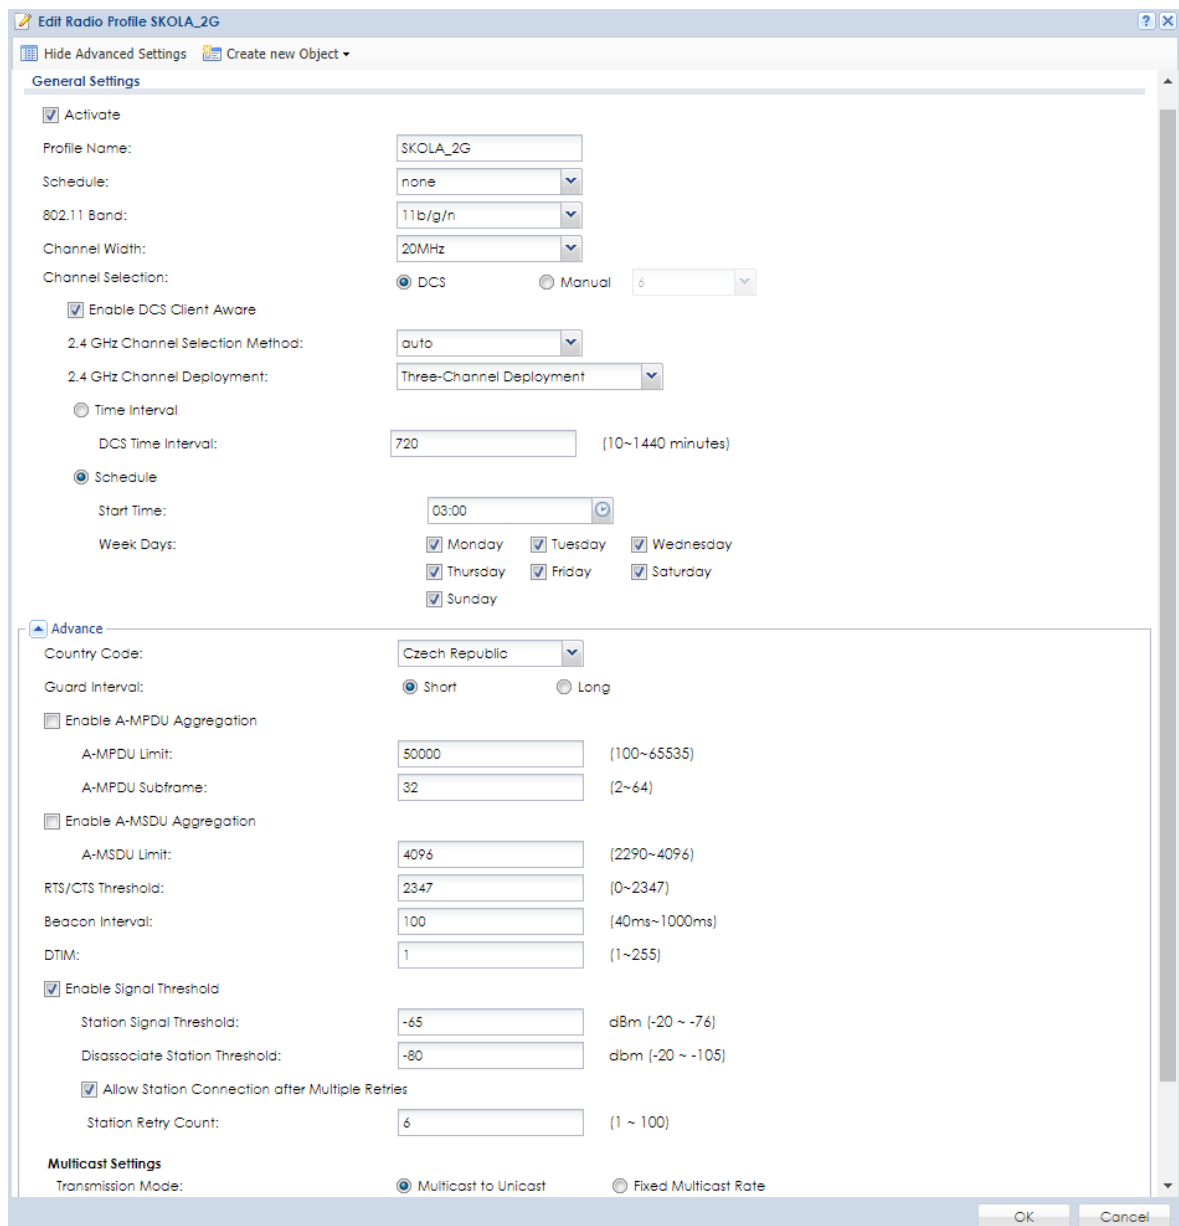 Edit Radio Profile SKOLA_2G
Hide Advanced Settings Create new Object
General Settings
Activate
Profile Name: SKOLA_2G
Schedule: none
802.11 Band: 11b/g/n
Channel Width: 20MHz
Channel Selection: DCS Manual 6
Enable DCS Client Aware
2.4 GHz Channel Selection Method: auto
2.4 GHz Channel Deployment: Three-Channel Deployment
Time Interval
DCS Time Interval: 720 (10~1440 minutes)
Schedule
Start Time: 03:00
Week Days: Monday Tuesday Wednesday
Thursday Friday Saturday
Sunday
Advance
Country Code: Czech Republic
Guard Interval: Short Long
Enable A-MPDU Aggregation
A-MPDU Limit: 50000 (100~65535)
A-MPDU Subframe: 32 (2~64)
Enable A-MSDU Aggregation
A-MSDU Limit: 4096 (2290~4096)
RTS/CTS Threshold: 2347 (0~2347)
Beacon Interval: 100 (40ms~1000ms)
DTIM: 1 (1~255)
Enable Signal Threshold
Station Signal Threshold: -65 dBm (-20 ~ -76)
Disassociate Station Threshold: -80 dbm (-20 ~ -105)
Allow Station Connection after Multiple Retries
Station Retry Count: 6 (1 ~ 100)
Multicast Settings
Transmission Mode: Multicast to Unicast Fixed Multicast Rate
OK Cancel